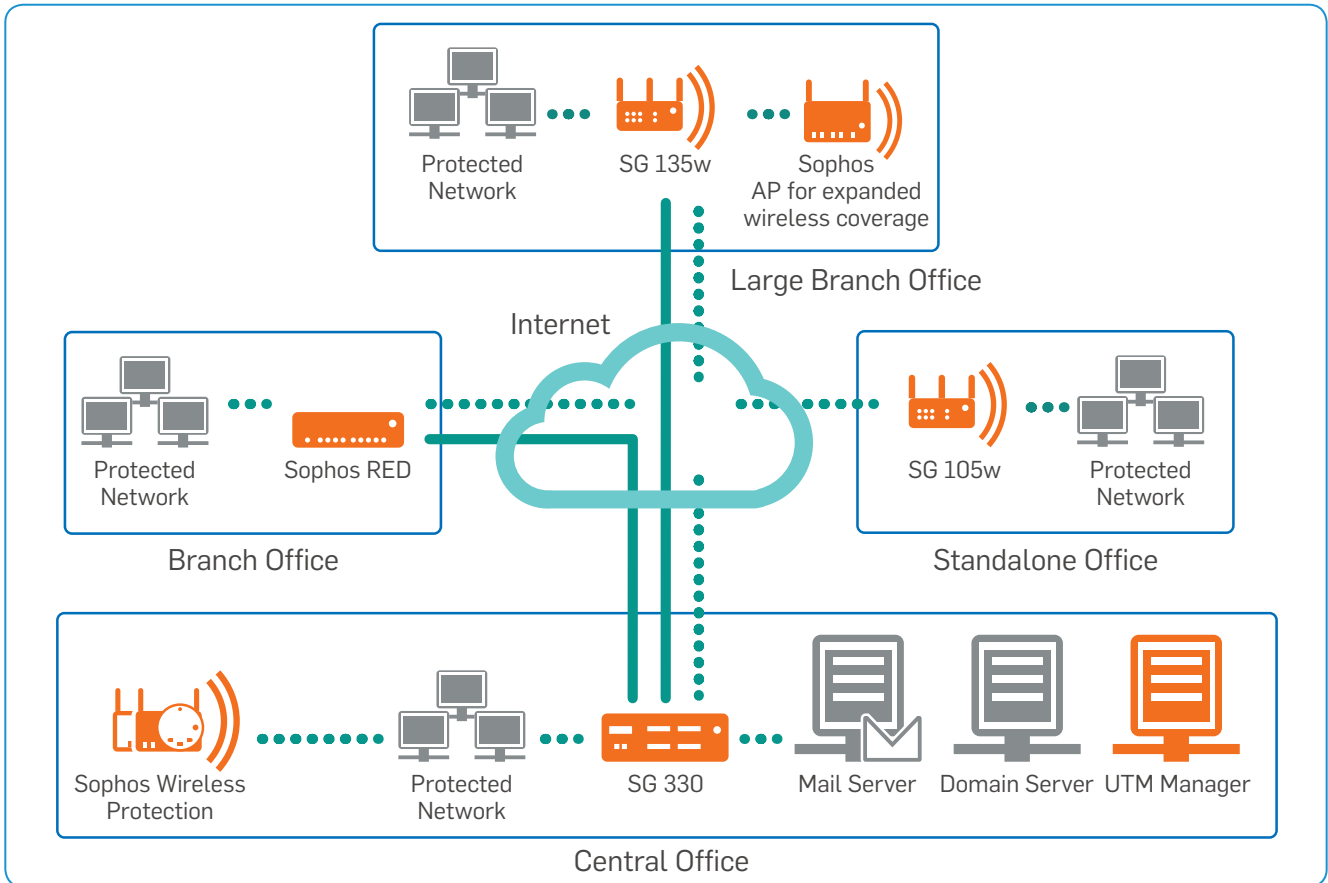 Protected
Network
SG 135w
Sophos
AP for expanded
wireless coverage
Large Branch Office
Internet
Protected
Network
Sophos RED
Branch Office
SG 105w
Protected
Network
Standalone Office
Sophos Wireless
Protection
Protected
Network
SG 330
Mail Server
Domain Server
UTM Manager
Central Office